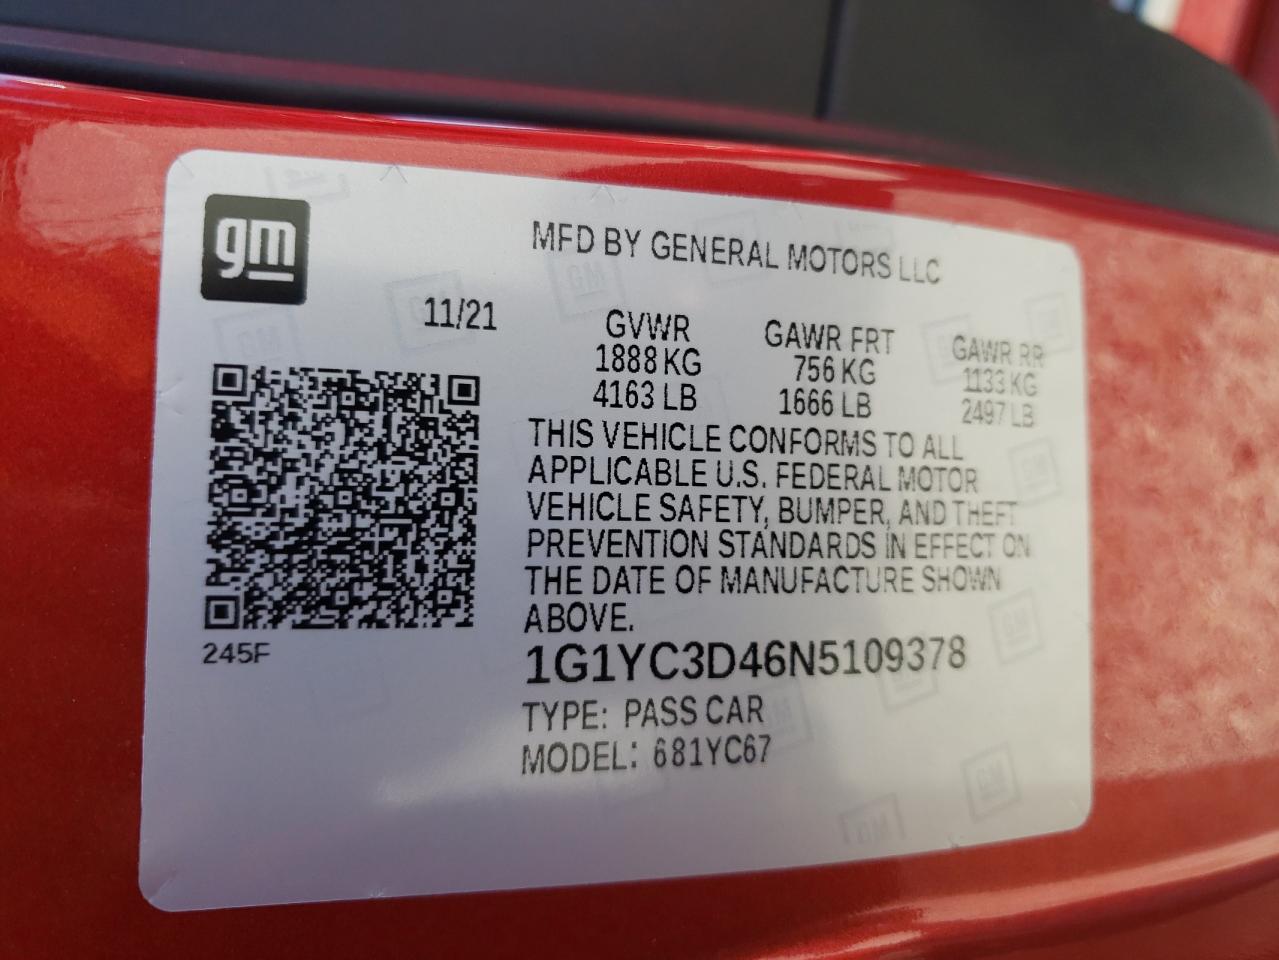 gm
MFD BY GENERAL MOTORS LLC
11/21
GVWR GAWR FRT GAWR RR
1888 KG 756 KG 1133 KG
4163 LB 1666 LB 2497 LB
THIS VEHICLE CONFORMS TO ALL
APPLICABLE U.S. FEDERAL MOTOR
VEHICLE SAFETY, BUMPER, AND THEFT
PREVENTION STANDARDS IN EFFECT ON
THE DATE OF MANUFACTURE SHOWN
ABOVE.
245F
1G1YC3D46N5109378
TYPE: PASS CAR
MODEL: 681YC67